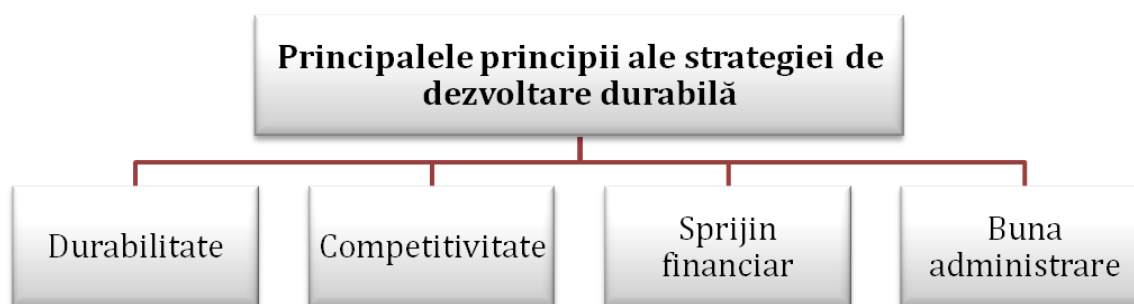 Principalele principii ale strategiei de
dezvoltare durabilă
Durabilitate
Competitivitate
Sprijin
financiar
Buna
administrare